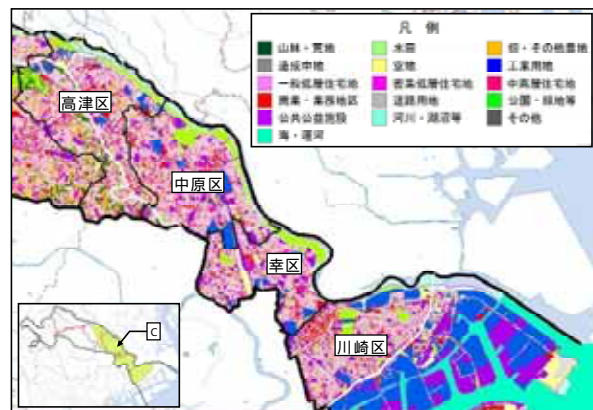 凡 例
山林・荒地
水田
畑・その他農地
造成中地
空地
工業用地
一般低層住宅地
密集低層住宅地
中高層住宅地
商業・業務地区
道路用地
公園・緑地等
公共公益施設
河川・湖沼等
その他
海・運河
高津区
中原区
幸区
川崎区
C